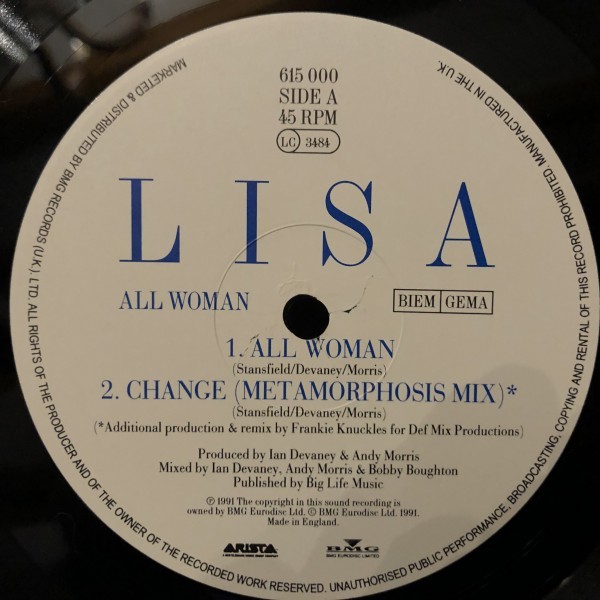 615 000
SIDE A
45 RPM
LC 3484
LISA
ALL WOMAN
BIEM GEMA
1. ALL WOMAN
(Stansfield/Devaney/Morris)
2. CHANGE (METAMORPHOSIS MIX)*
(Stansfield/Devaney/Morris)
(*Additional production & remix by Frankie Knuckles for Def Mix Productions)
Produced by Ian Devaney & Andy Morris
Mixed by Ian Devaney, Andy Morris & Bobby Boughton
Published by Big Life Music
℗ 1991 The copyright in this sound recording is
owned by BMG Eurodisc Ltd. © BMG Eurodisc Ltd. 1991.
Made in England.
ARISTA
BMG
BMG EURODISC LIMITED
MARKETED & DISTRIBUTED BY BMG RECORDS (U.K.), LTD. ALL RIGHTS OF THE PRODUCER AND OF THE OWNER OF THE RECORDED WORK RESERVED. UNAUTHORISED PUBLIC PERFORMANCE, BROADCASTING, COPYING AND RENTAL OF THIS RECORD PROHIBITED. MANUFACTURED IN THE U.K.